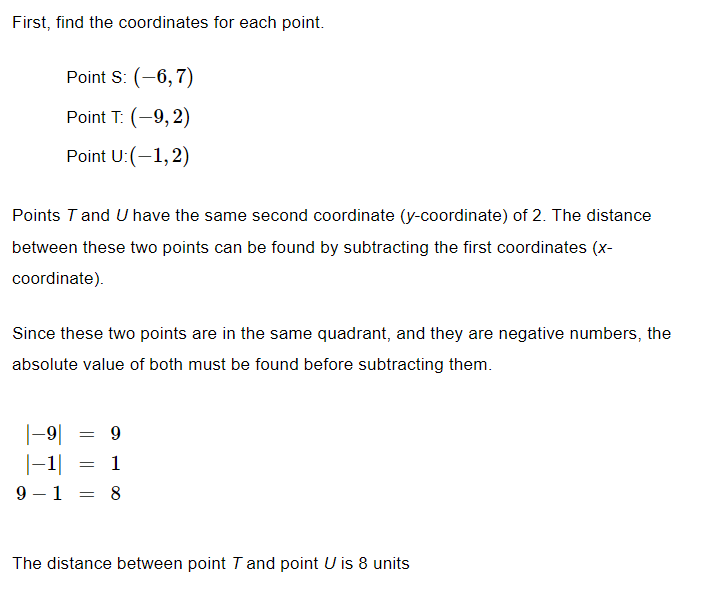 First, find the coordinates for each point.
Point S: (−6, 7)
Point T: (−9, 2)
Point U:(−1, 2)
Points T and U have the same second coordinate (y-coordinate) of 2. The distance
between these two points can be found by subtracting the first coordinates (x-
coordinate).
Since these two points are in the same quadrant, and they are negative numbers, the
absolute value of both must be found before subtracting them.
|−9| = 9
|−1| = 1
9 − 1 = 8
The distance between point T and point U is 8 units